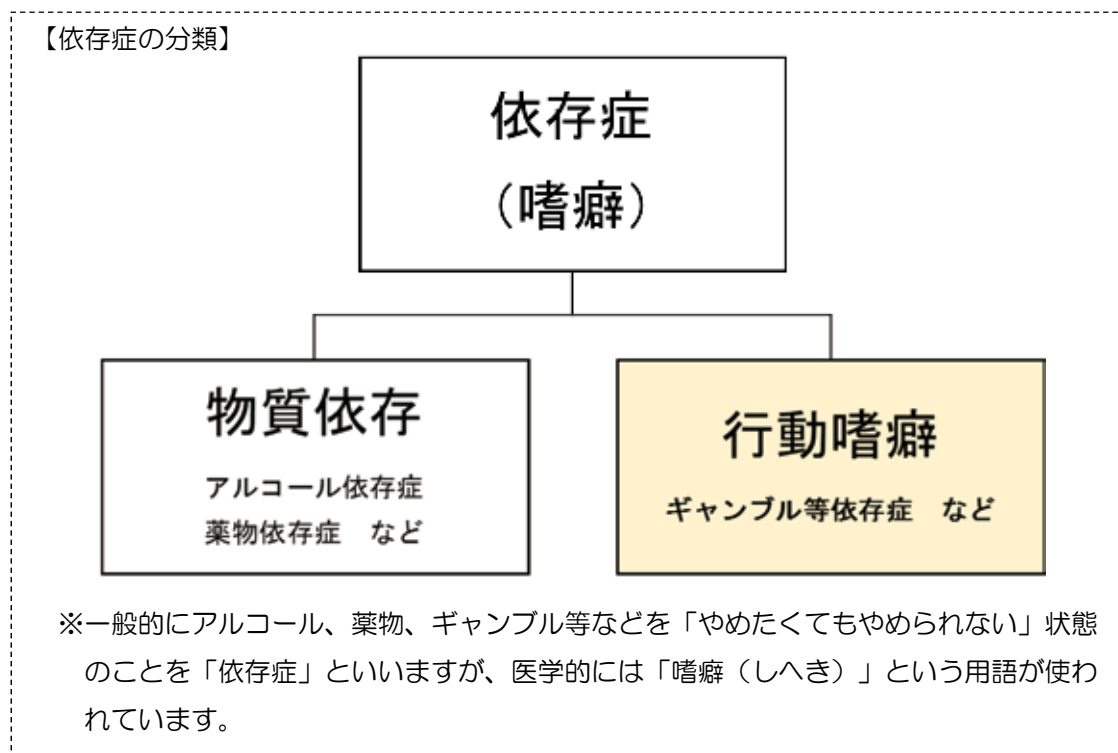 【依存症の分類】
依存症
（嗜癖）
物質依存
アルコール依存症
薬物依存症　など
行動嗜癖
ギャンブル等依存症　など
※一般的にアルコール、薬物、ギャンブル等などを「やめたくてもやめられない」状態
のことを「依存症」といいますが、医学的には「嗜癖（しへき）」という用語が使わ
れています。